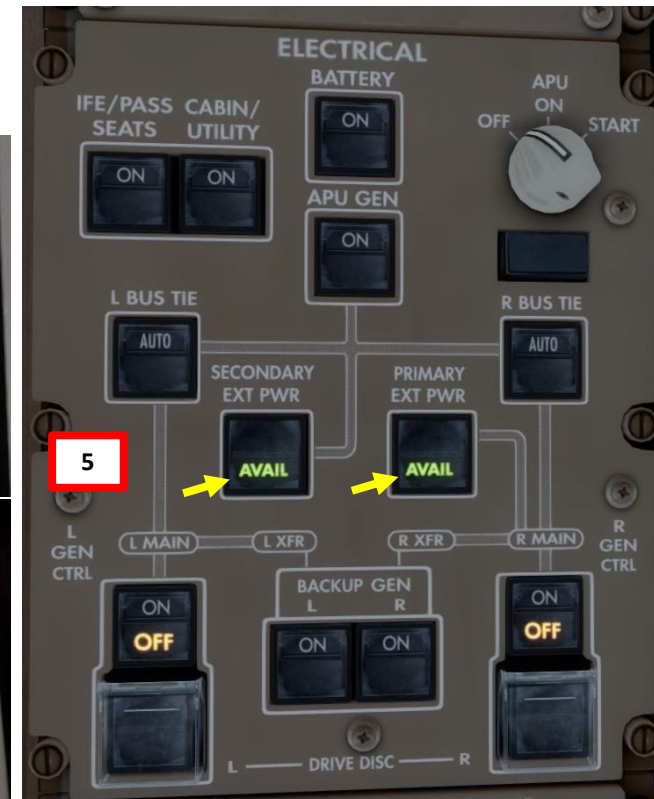 ELECTRICAL
BATTERY
ON
IFE/PASS SEATS
ON
CABIN/ UTILITY
ON
APU
OFF ON START
APU GEN
ON
L BUS TIE
AUTO
R BUS TIE
AUTO
SECONDARY
EXT PWR
AVAIL
PRIMARY
EXT PWR
AVAIL
5
L
GEN
CTRL
L MAIN
L XFR
R XFR
R MAIN
R
GEN
CTRL
ON
OFF
BACKUP GEN
L R
ON ON
ON
OFF
L DRIVE DISC R